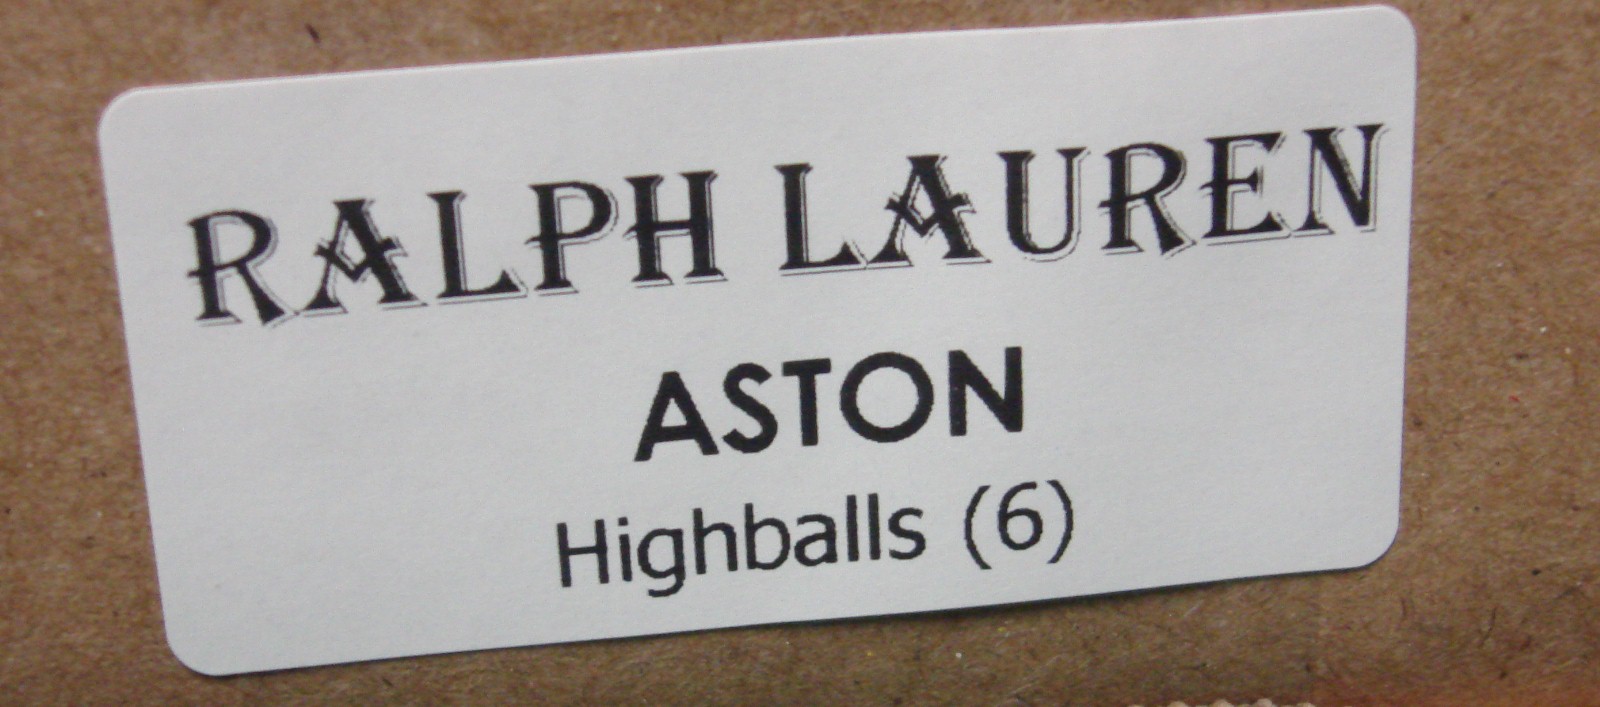 RALPH LAUREN
ASTON
Highballs (6)